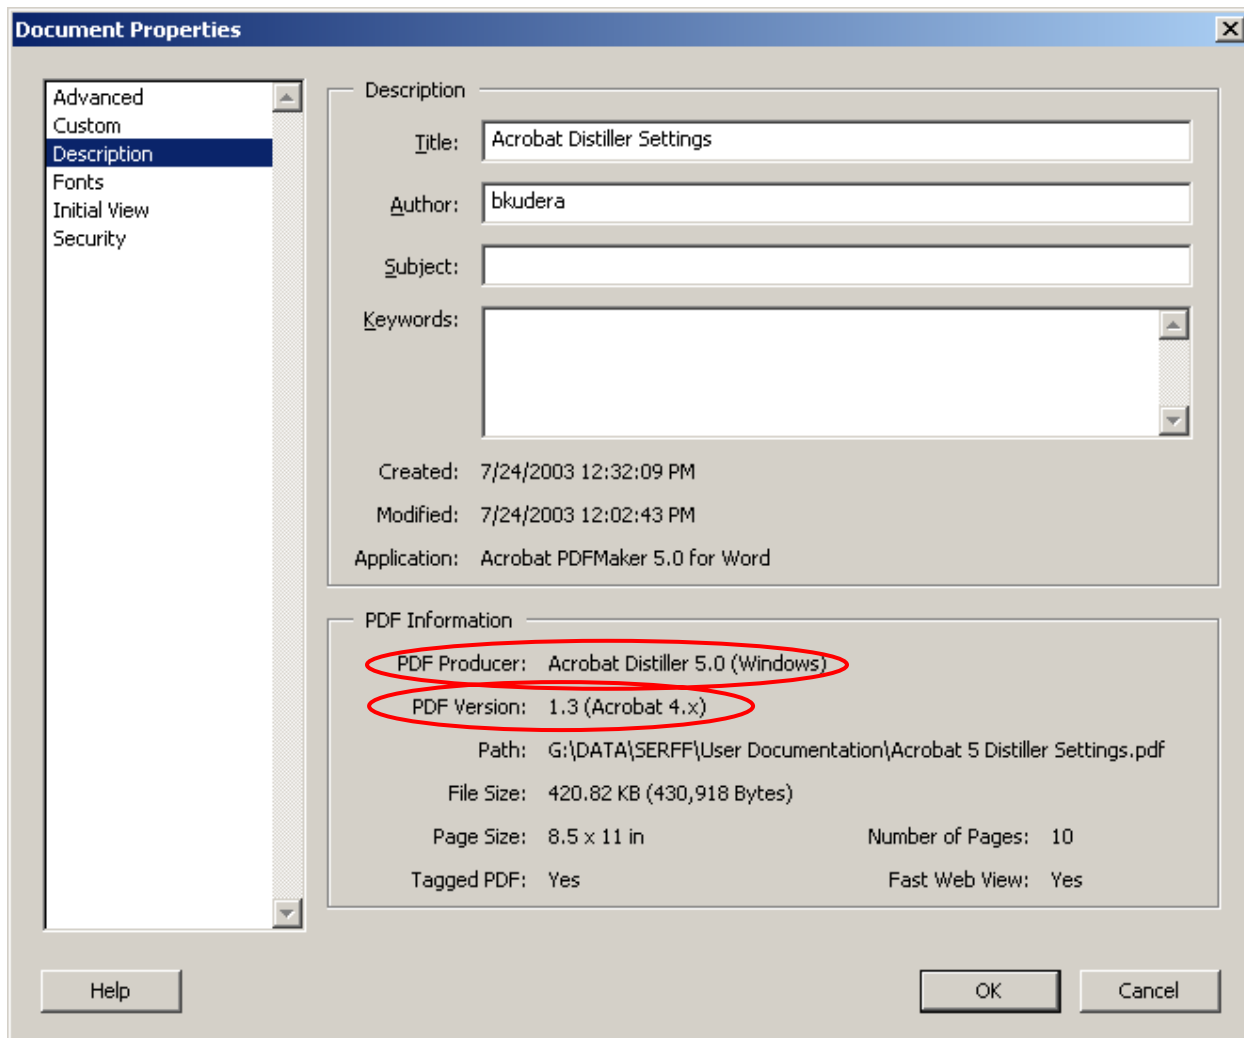 Document Properties
Advanced
Custom
Description
Fonts
Initial View
Security
Description
Title: Acrobat Distiller Settings
Author: bkudera
Subject:
Keywords:
Created: 7/24/2003 12:32:09 PM
Modified: 7/24/2003 12:02:43 PM
Application: Acrobat PDFMaker 5.0 for Word
PDF Information
PDF Producer: Acrobat Distiller 5.0 (Windows)
PDF Version: 1.3 (Acrobat 4.x)
Path: G:\DATA\SERFF\User Documentation\Acrobat 5 Distiller Settings.pdf
File Size: 420.82 KB (430,918 Bytes)
Page Size: 8.5 x 11 in Number of Pages: 10
Tagged PDF: Yes Fast Web View: Yes
Help OK Cancel